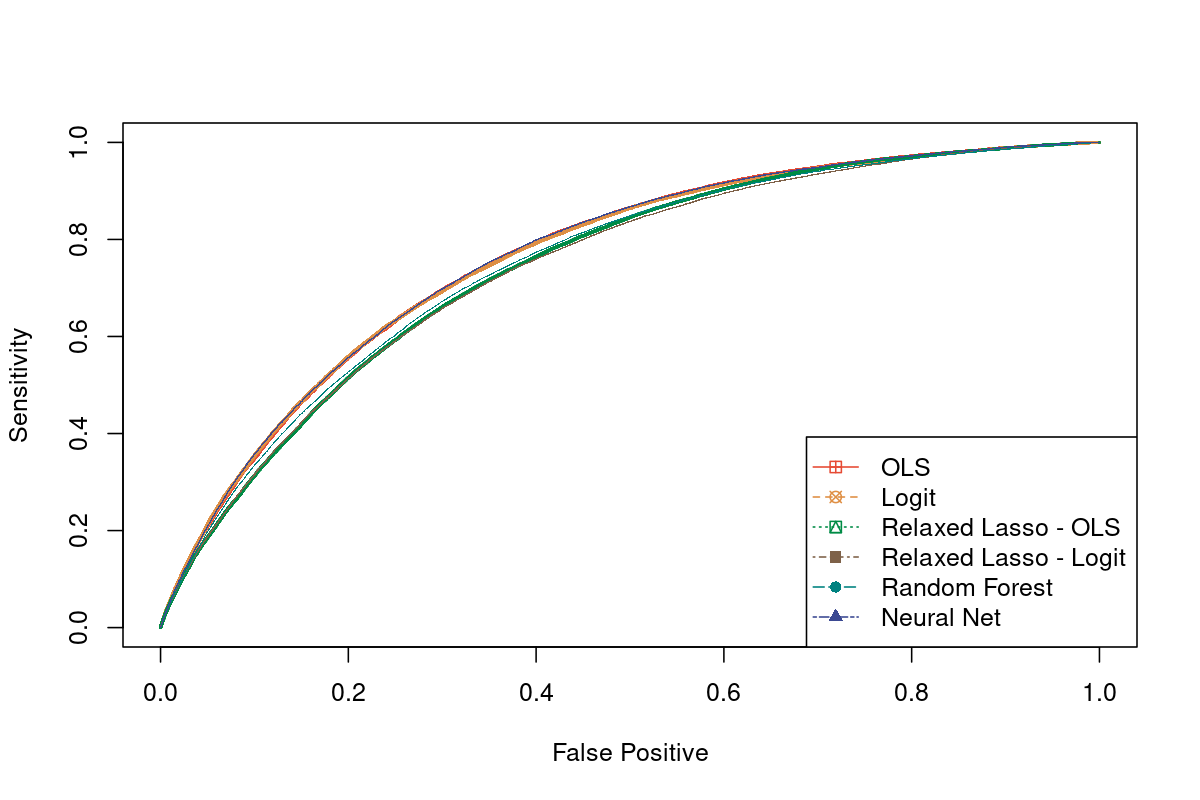 1.0
0.8
0.6
0.4
0.2
0.0
Sensitivity
OLS
Logit
Relaxed Lasso - OLS
Relaxed Lasso - Logit
Random Forest
Neural Net
0.0 0.2 0.4 0.6 0.8 1.0
False Positive